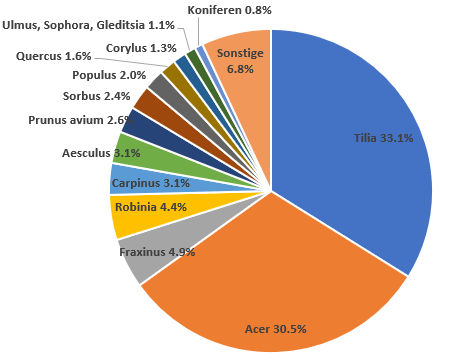 Koniferen 0.8%
Ulmus, Sophora, Gleditsia 1.1%
Corylus 1.3%
Quercus 1.6%
Populus 2.0%
Sorbus 2.4%
Prunus avium 2.6%
Aesculus 3.1%
Carpinus 3.1%
Robinia 4.4%
Fraxinus 4.9%
Acer 30.5%
Tilia 33.1%
Sonstige
6.8%